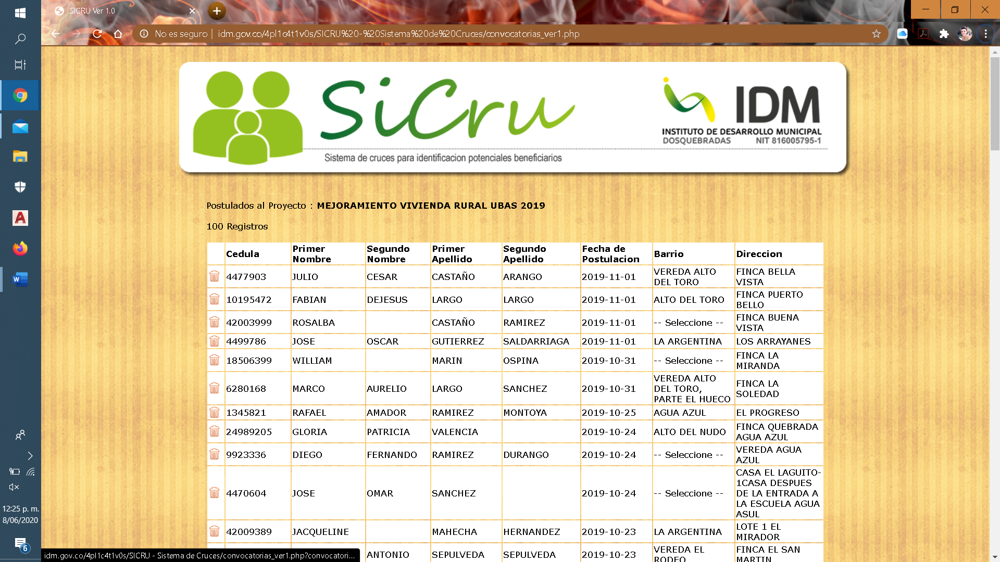 SICRU Ver 1.0
No es seguro | idm.gov.co/4pl1c4t1v0s/SICRU%20-%20Sistema%20de%20Cruces/convocatorias_ver1.php
SiCru
Sistema de cruces para identificacion potenciales beneficiarios
IDM
INSTITUTO DE DESARROLLO MUNICIPAL
DOSQUEBRADAS NIT 816005795-1
Postulados al Proyecto : MEJORAMIENTO VIVIENDA RURAL UBAS 2019
100 Registros
Cedula Primer Nombre Segundo Nombre Primer Apellido Segundo Apellido Fecha de Postulacion Barrio Direccion
4477903 JULIO CESAR CASTAÑO ARANGO 2019-11-01 VEREDA ALTO DEL TORO FINCA BELLA VISTA
10195472 FABIAN DEJESUS LARGO LARGO 2019-11-01 ALTO DEL TORO FINCA PUERTO BELLO
42003999 ROSALBA CASTAÑO RAMIREZ 2019-11-01 -- Seleccione -- FINCA BUENA VISTA
4499786 JOSE OSCAR GUTIERREZ SALDARRIAGA 2019-11-01 LA ARGENTINA LOS ARRAYANES
18506399 WILLIAM MARIN OSPINA 2019-10-31 -- Seleccione -- FINCA LA MIRANDA
6280168 MARCO AURELIO LARGO SANCHEZ 2019-10-31 VEREDA ALTO DEL TORO, PARTE EL HUECO FINCA LA SOLEDAD
1345821 RAFAEL AMADOR RAMIREZ MONTOYA 2019-10-25 AGUA AZUL EL PROGRESO
24989205 GLORIA PATRICIA VALENCIA 2019-10-24 ALTO DEL NUDO FINCA QUEBRADA AGUA AZUL
9923336 DIEGO FERNANDO RAMIREZ DURANGO 2019-10-24 -- Seleccione -- VEREDA AGUA AZUL
4470604 JOSE OMAR SANCHEZ 2019-10-24 -- Seleccione -- CASA EL LAGUITO-1CASA DESPUES DE LA ENTRADA A LA ESCUELA AGUA ASUL
42009389 JACQUELINE MAHECHA HERNANDEZ 2019-10-23 LA ARGENTINA LOTE 1 EL MIRADOR
ANTONIO SEPULVEDA SEPULVEDA 2019-10-23 VEREDA EL RODEO FINCA EL SAN MARTIN
idm.gov.co/4pl1c4t1v0s/SICRU - Sistema de Cruces/convocatorias_ver1.php?convocatori...
12:25 p. m.
8/06/2020
6